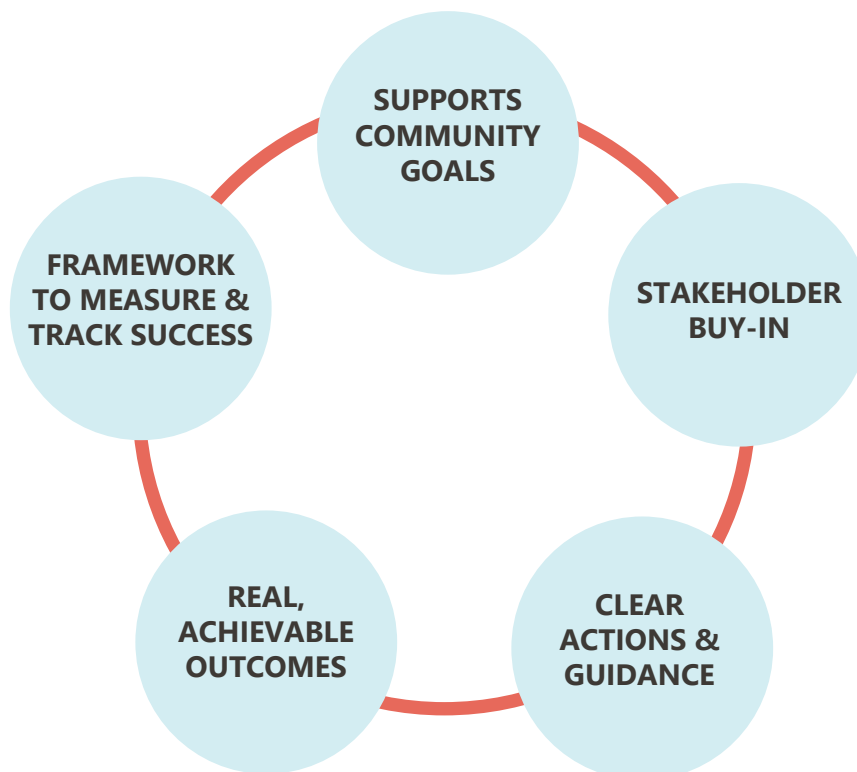 SUPPORTS
COMMUNITY
GOALS
STAKEHOLDER
BUY-IN
CLEAR
ACTIONS &
GUIDANCE
REAL,
ACHIEVABLE
OUTCOMES
FRAMEWORK
TO MEASURE &
TRACK SUCCESS